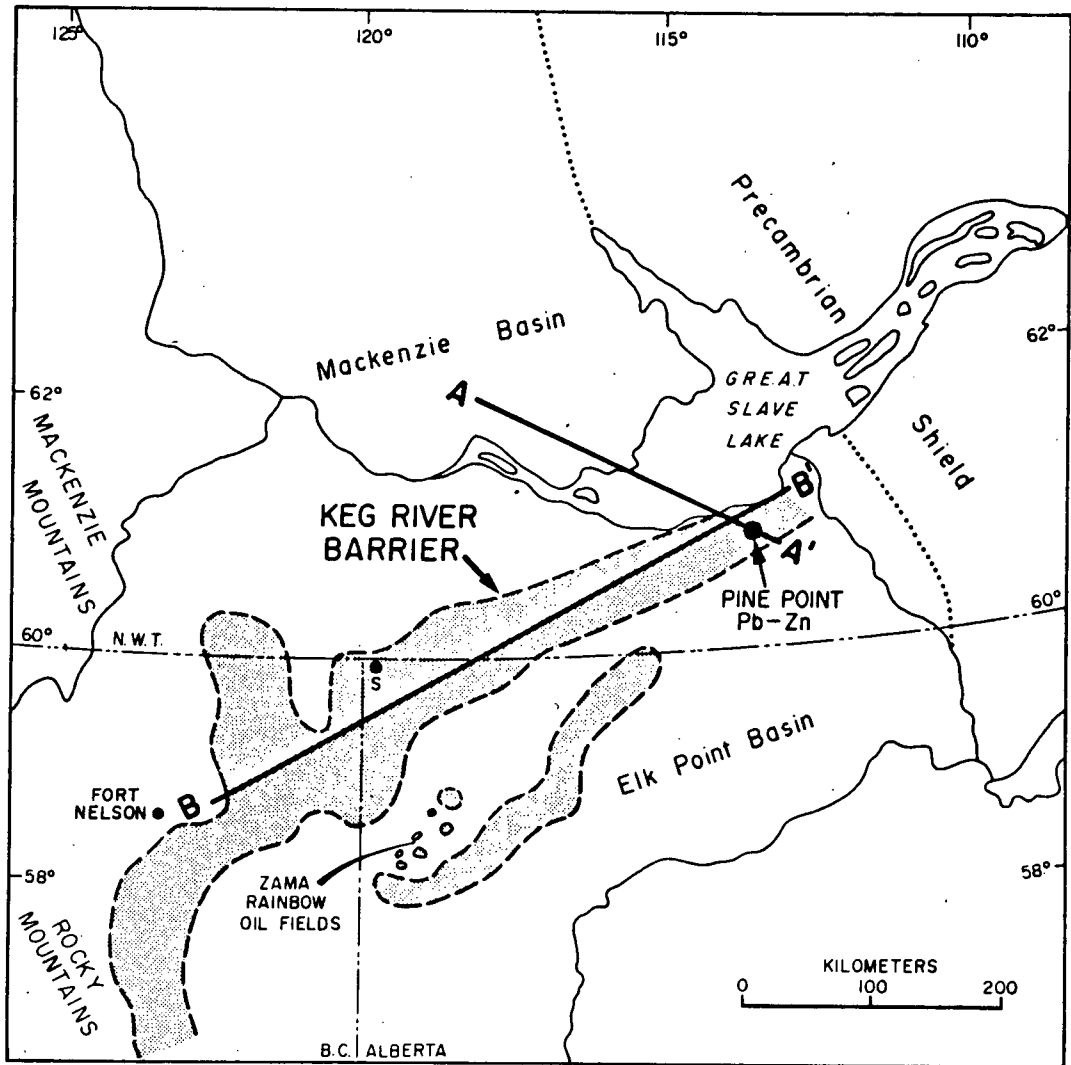 125°
120°
115°
110°
Precambrian
Shield
62°
Mackenzie Basin
GREAT
SLAVE
LAKE
A
62°
MACKENZIE
MOUNTAINS
B'
KEG RIVER
BARRIER
A'
PINE POINT
Pb-Zn
60°
60°
N.W.T.
S
Elk Point Basin
FORT
NELSON
B
58°
58°
ZAMA
RAINBOW
OIL FIELDS
ROCKY
MOUNTAINS
KILOMETERS
0 100 200
B.C. ALBERTA